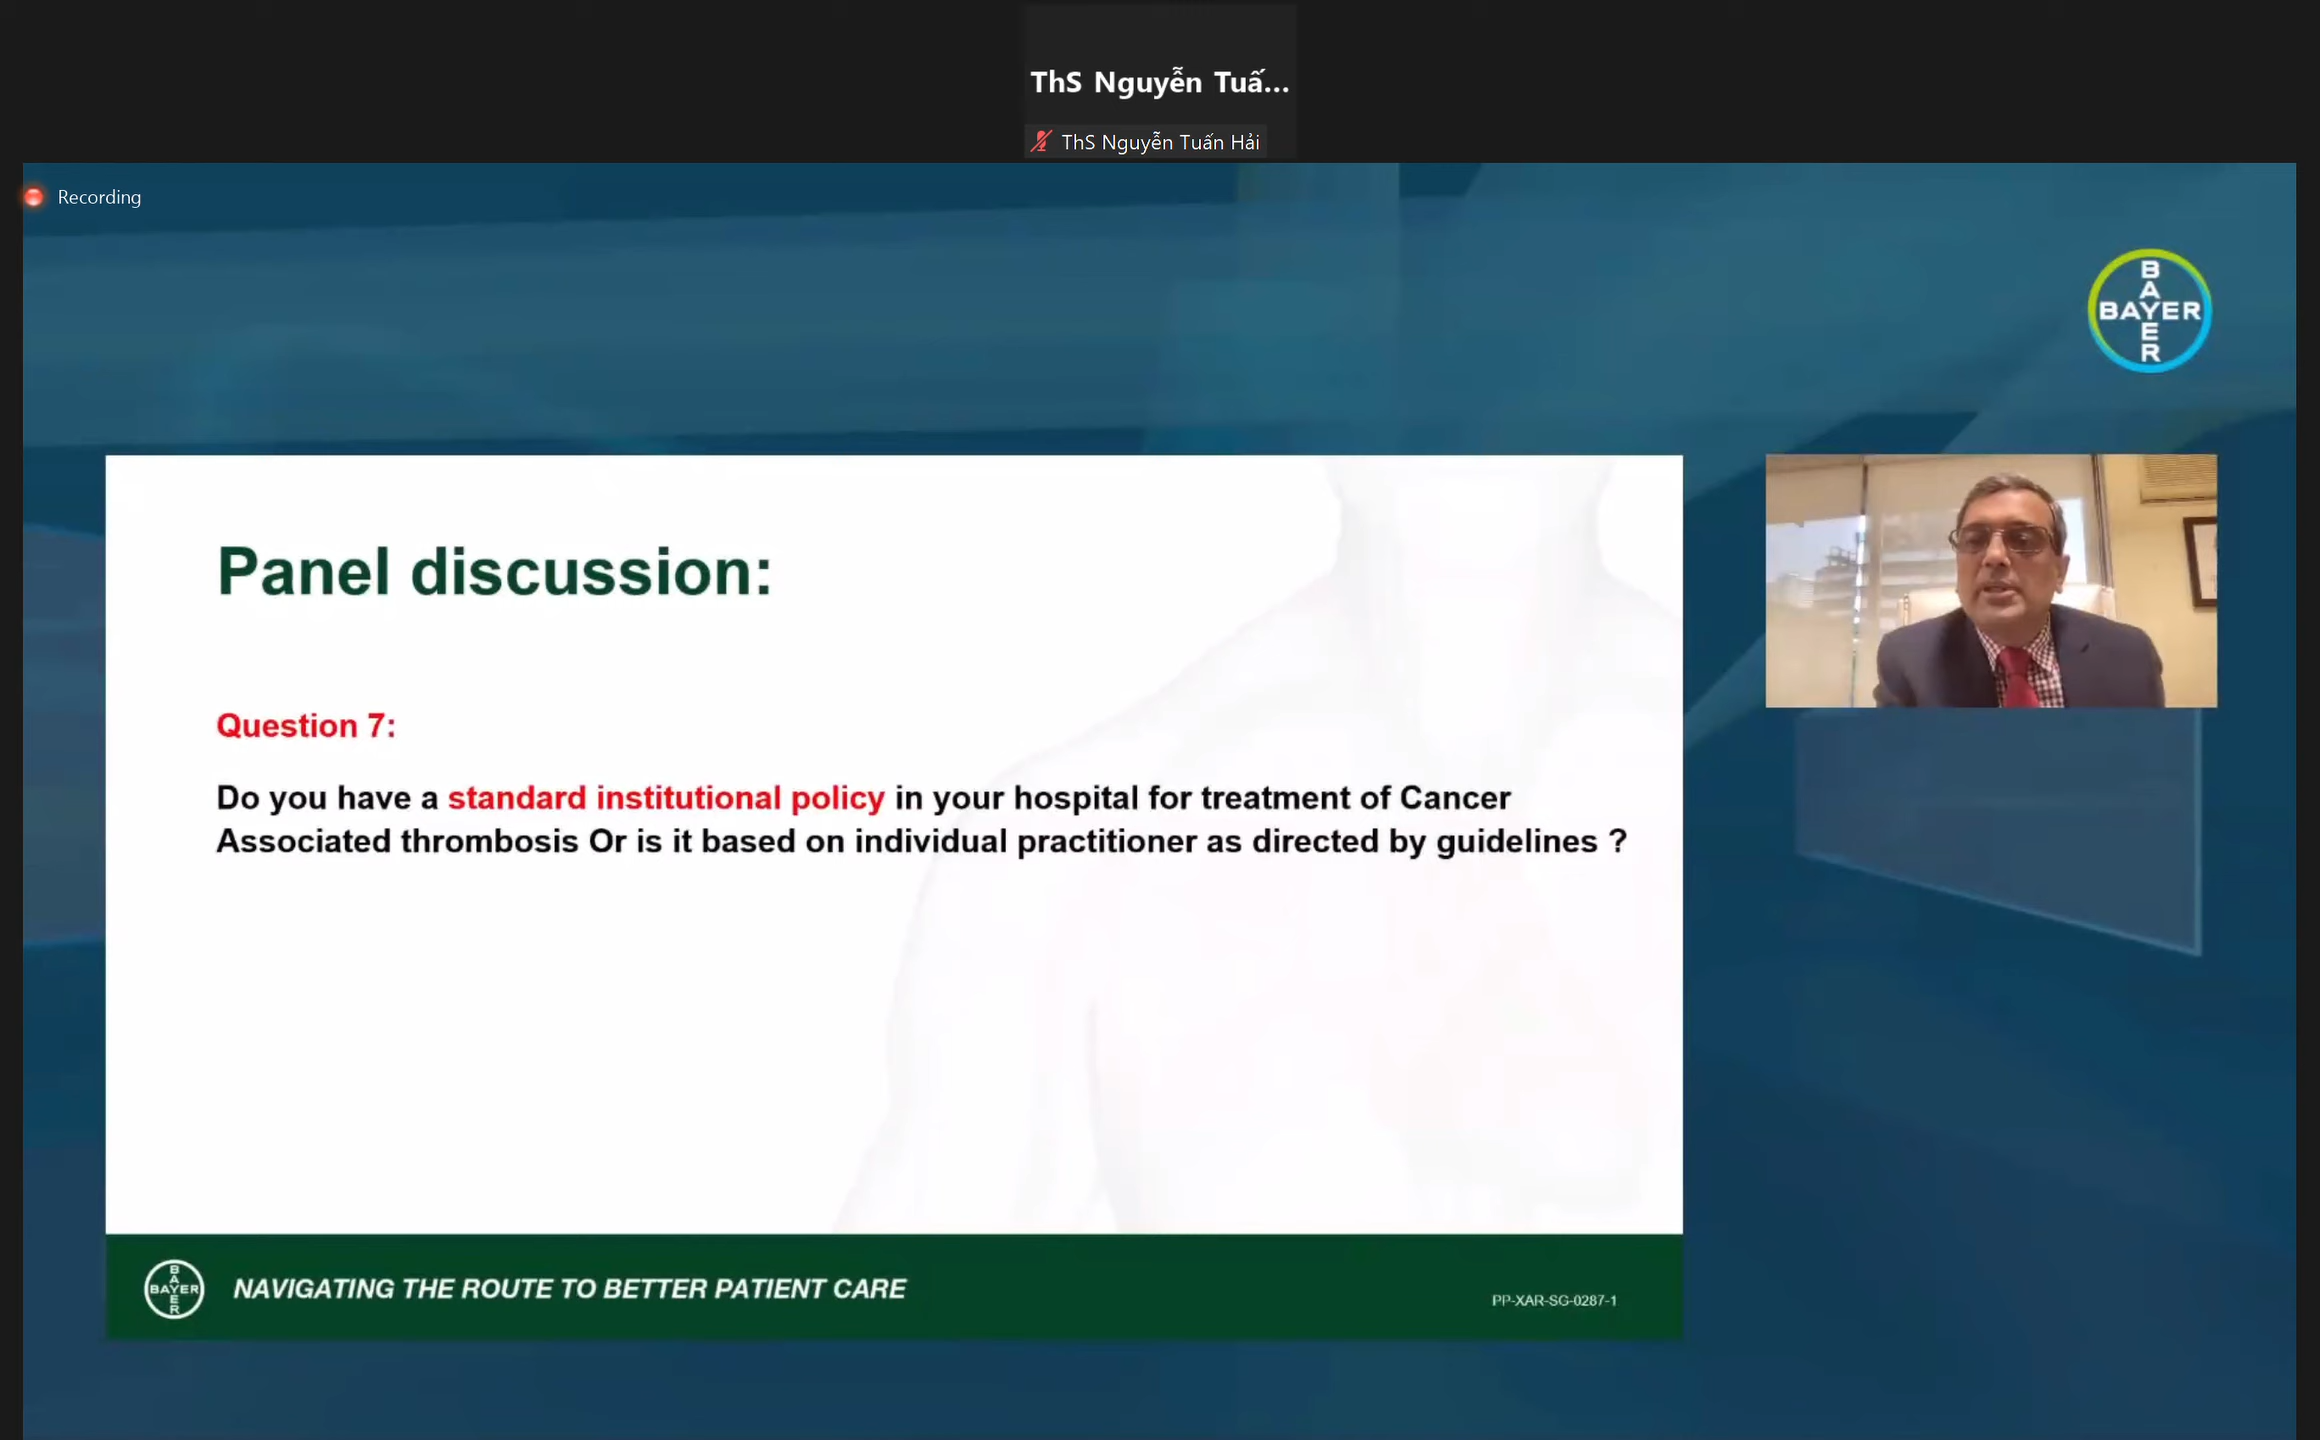 ThS Nguyễn Tuấ...
ThS Nguyễn Tuấn Hải
Recording
BAYER
BAYER
Panel discussion:
Question 7:
Do you have a standard institutional policy in your hospital for treatment of Cancer
Associated thrombosis Or is it based on individual practitioner as directed by guidelines ?
BAYER
BAYER
NAVIGATING THE ROUTE TO BETTER PATIENT CARE
PP-XAR-SG-0287-1